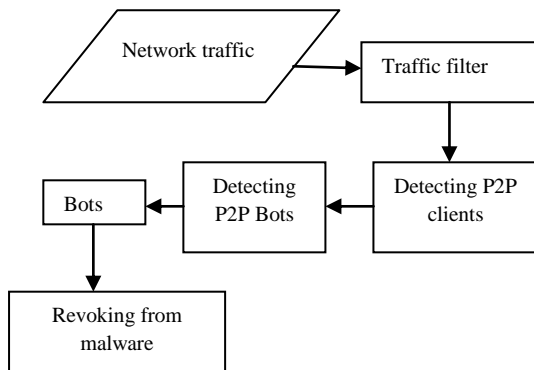 Network traffic
Traffic filter
Detecting P2P
clients
Detecting
P2P Bots
Bots
Revoking from
malware